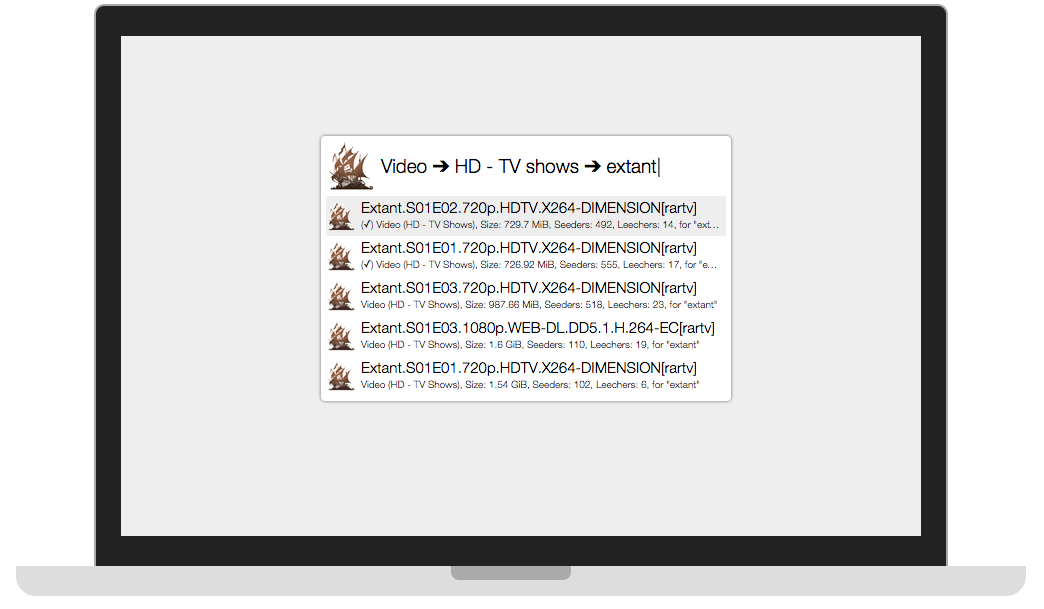 Video ➔ HD - TV shows ➔ extant
Extant.S01E02.720p.HDTV.X264-DIMENSION[rartv]
(✓) Video (HD - TV Shows), Size: 729.7 MiB, Seeders: 492, Leechers: 14, for "ext...
Extant.S01E01.720p.HDTV.X264-DIMENSION[rartv]
(✓) Video (HD - TV Shows), Size: 726.92 MiB, Seeders: 555, Leechers: 17, for "e...
Extant.S01E03.720p.HDTV.X264-DIMENSION[rartv]
Video (HD - TV Shows), Size: 987.66 MiB, Seeders: 518, Leechers: 23, for "extant"
Extant.S01E03.1080p.WEB-DL.DD5.1.H.264-EC[rartv]
Video (HD - TV Shows), Size: 1.6 GiB, Seeders: 110, Leechers: 19, for "extant"
Extant.S01E01.720p.HDTV.X264-DIMENSION[rartv]
Video (HD - TV Shows), Size: 1.54 GiB, Seeders: 102, Leechers: 6, for "extant"